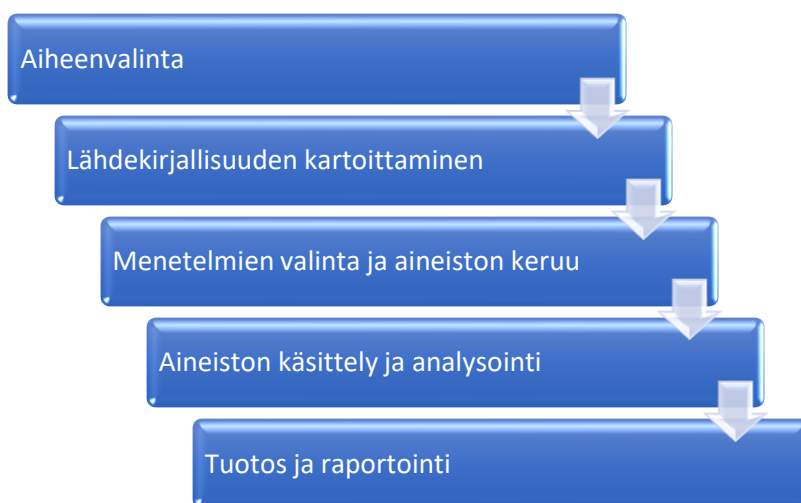 Aiheenvalinta
Lähdekirjallisuuden kartoittaminen
Menetelmien valinta ja aineiston keruu
Aineiston käsittely ja analysointi
Tuotos ja raportointi